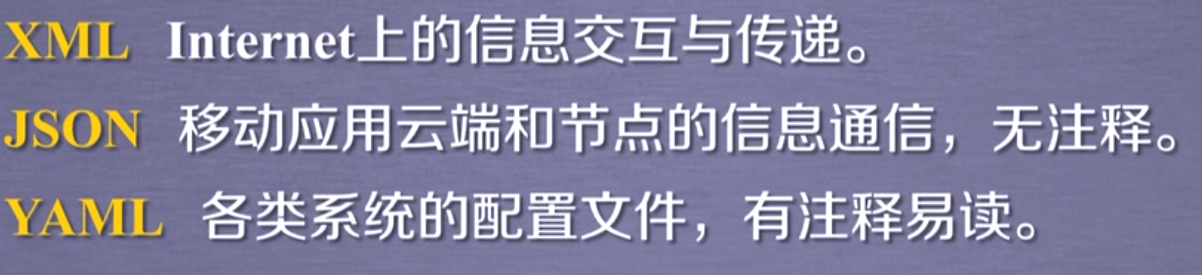 XML Internet上的信息交互与传递。
JSON 移动应用云端和节点的信息通信，无注释。
YAML 各类系统的配置文件，有注释易读。